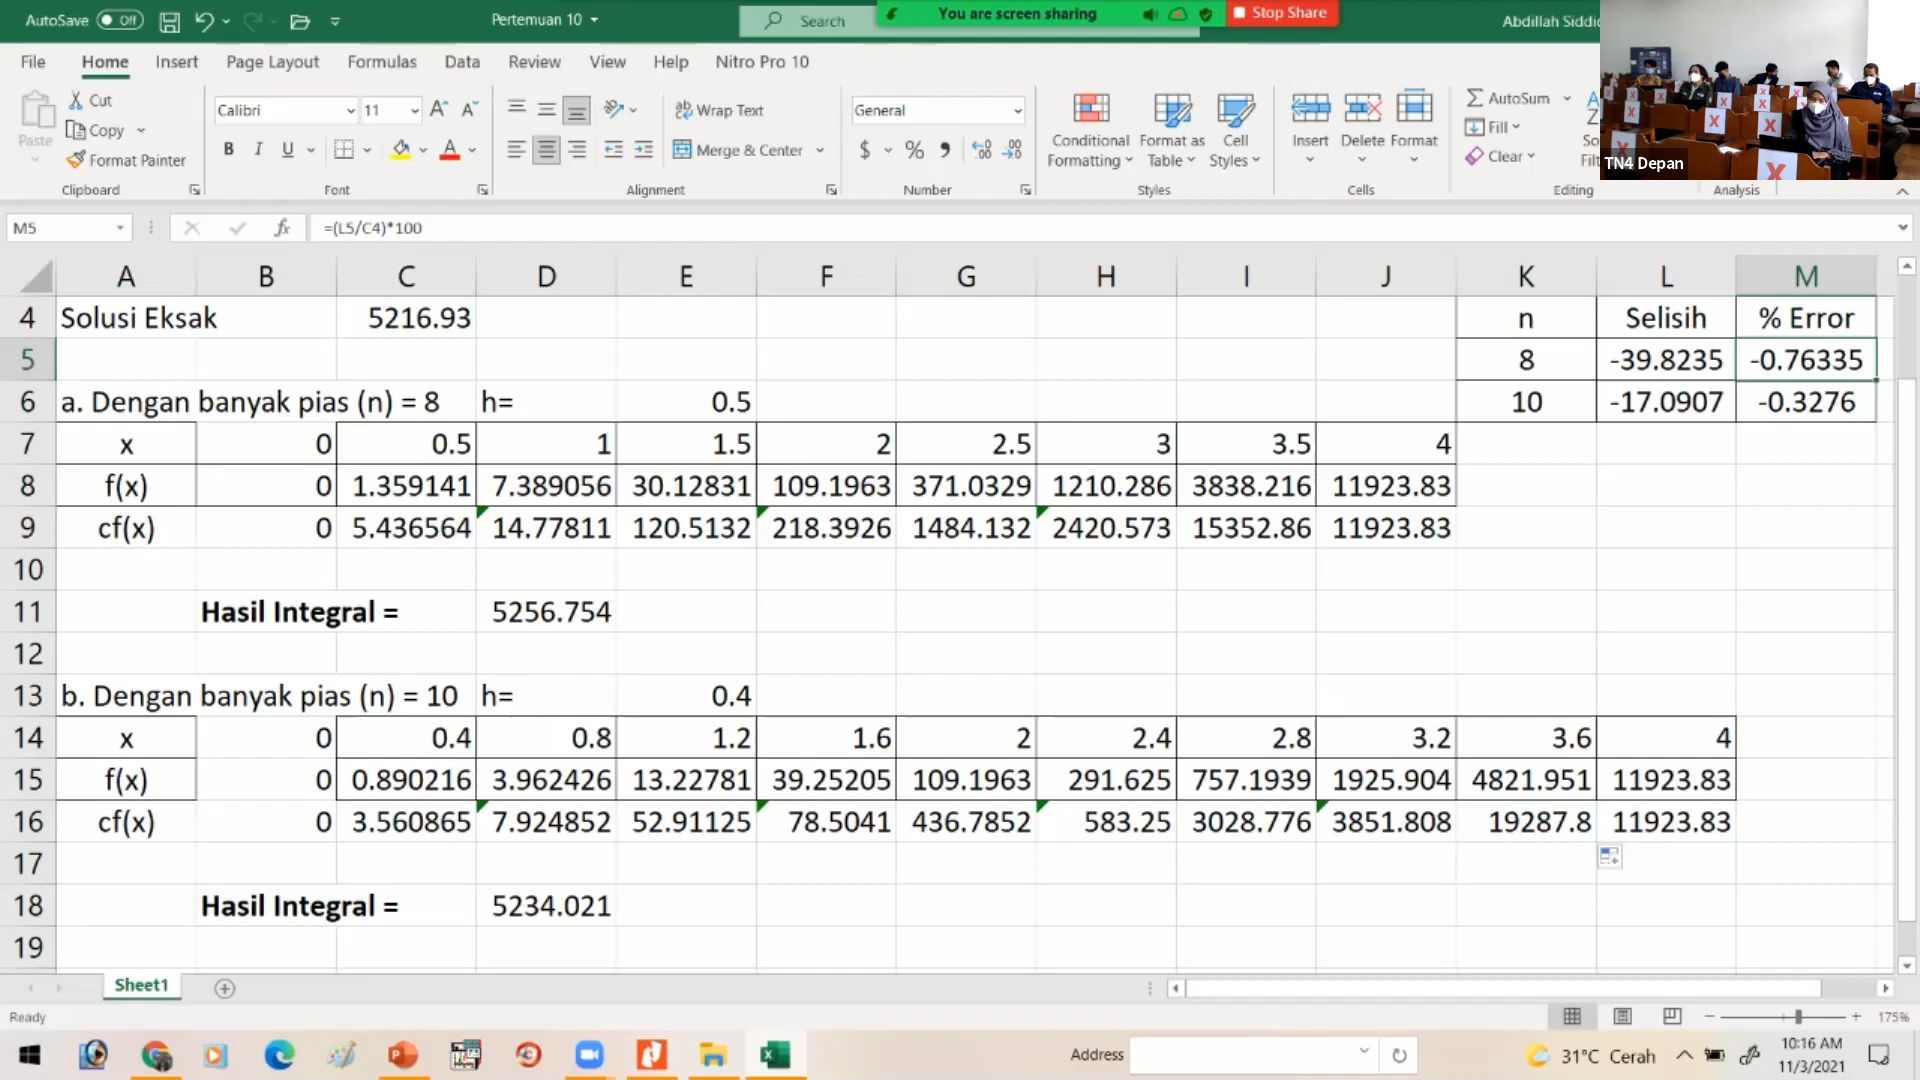 AutoSave Off
Pertemuan 10
Search
You are screen sharing
Stop Share
Abdillah Siddi
TN4 Depan
File Home Insert Page Layout Formulas Data Review View Help Nitro Pro 10
Paste
Cut
Copy
Format Painter
Clipboard
Calibri 11
B I U
Font
Wrap Text
Merge & Center
Alignment
General
$ %
Number
Conditional Formatting
Format as Table
Cell Styles
Styles
Insert Delete Format
Cells
AutoSum
Fill
Clear
Editing
Analysis
M5 fx =(L5/C4)*100
A B C D E F G H I J K L M
4 Solusi Eksak 5216.93 n Selisih % Error
5 8 -39.8235 -0.76335
6 a. Dengan banyak pias (n) = 8 h= 0.5 10 -17.0907 -0.3276
7 x 0 0.5 1 1.5 2 2.5 3 3.5 4
8 f(x) 0 1.359141 7.389056 30.12831 109.1963 371.0329 1210.286 3838.216 11923.83
9 cf(x) 0 5.436564 14.77811 120.5132 218.3926 1484.132 2420.573 15352.86 11923.83
10
11 Hasil Integral = 5256.754
12
13 b. Dengan banyak pias (n) = 10 h= 0.4
14 x 0 0.4 0.8 1.2 1.6 2 2.4 2.8 3.2 3.6 4
15 f(x) 0 0.890216 3.962426 13.22781 39.25205 109.1963 291.625 757.1939 1925.904 4821.951 11923.83
16 cf(x) 0 3.560865 7.924852 52.91125 78.5041 436.7852 583.25 3028.776 3851.808 19287.8 11923.83
17
18 Hasil Integral = 5234.021
19
Sheet1
Ready
175%
Address
31°C Cerah
10:16 AM
11/3/2021